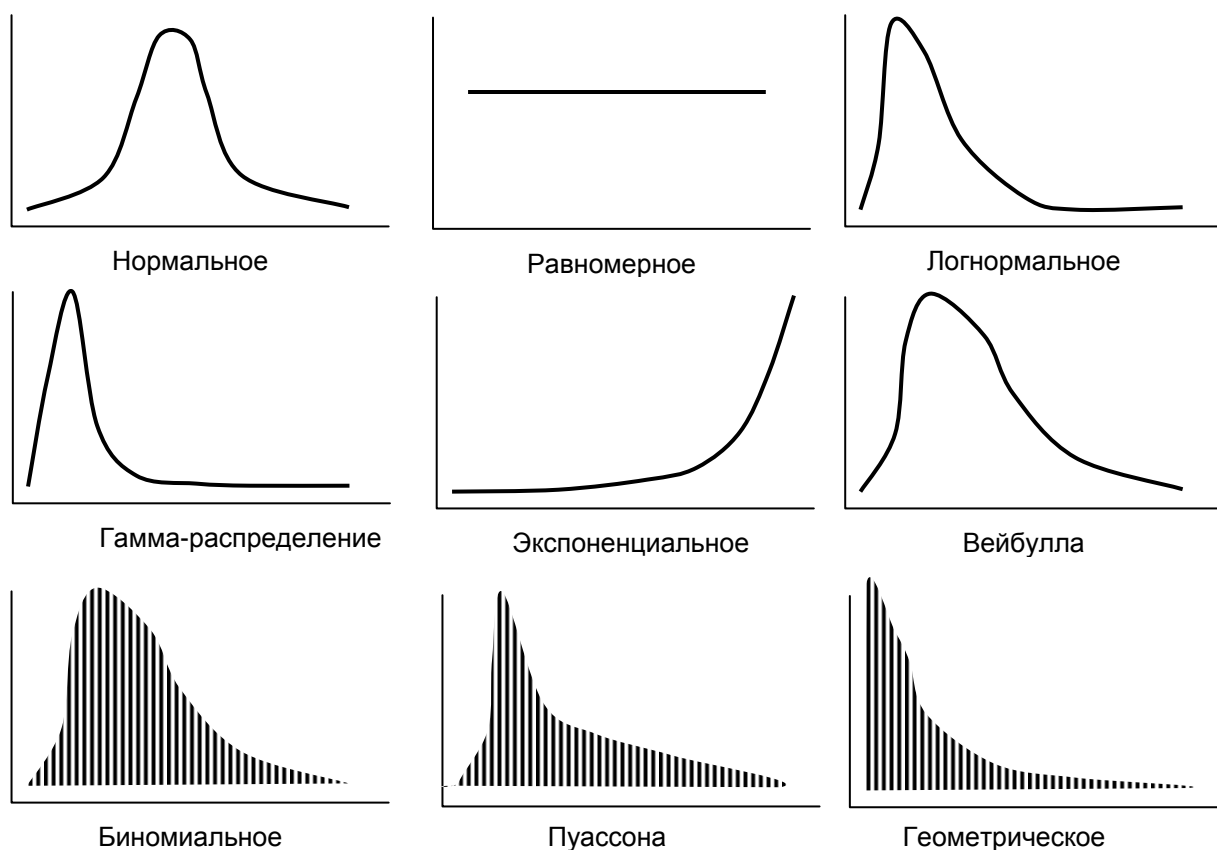 Нормальное
Равномерное
Логнормальное
Гамма-распределение
Экспоненциальное
Вейбулла
Биномиальное
Пуассона
Геометрическое